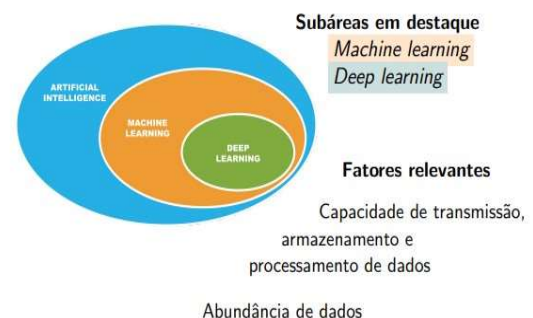 Subáreas em destaque
Machine learning
Deep learning
ARTIFICIAL
INTELLIGENCE
MACHINE
LEARNING
DEEP
LEARNING
Fatores relevantes
Capacidade de transmissão,
armazenamento e
processamento de dados
Abundância de dados